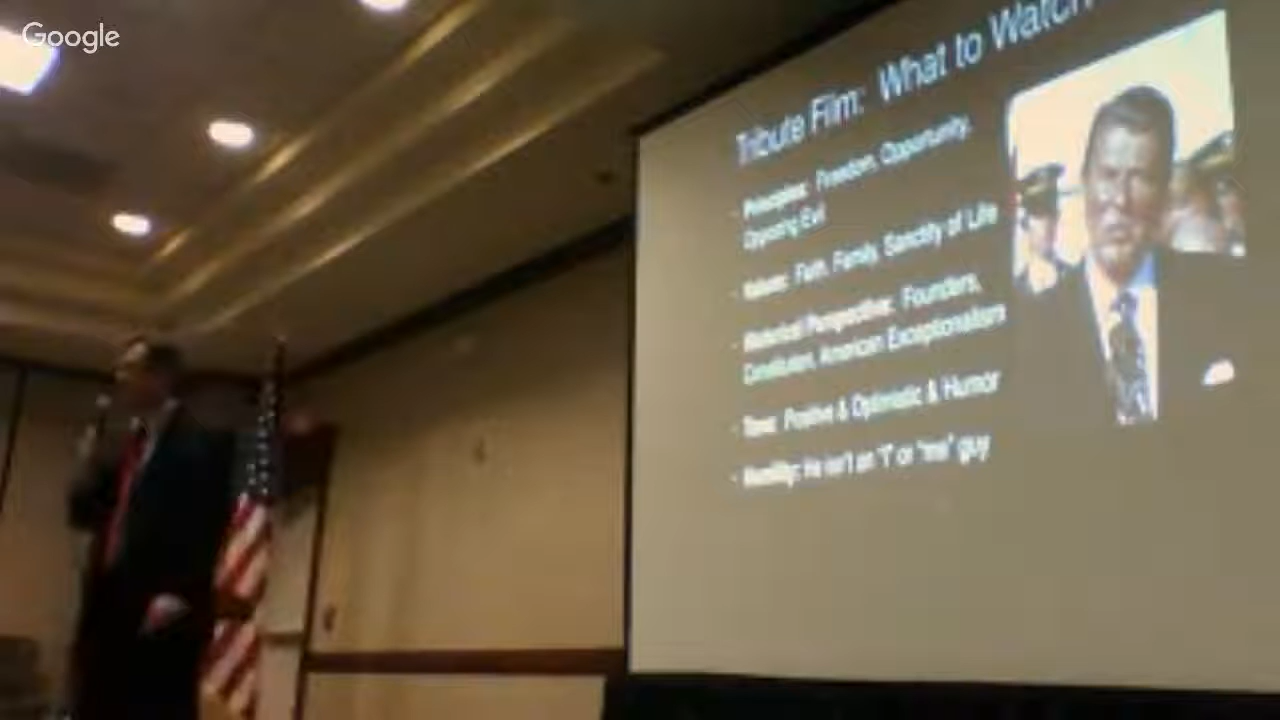 Google
Tribute Film: What to Watch
- Principles: Freedom, Opportunity,
Opposing Evil
- Values: Faith, Family, Sanctity of Life
- Historical Perspective: Founders,
Constitution, American Exceptionalism
- Tone: Positive & Optimistic & Humor
- Humility: He isn't an "I" or "me" guy